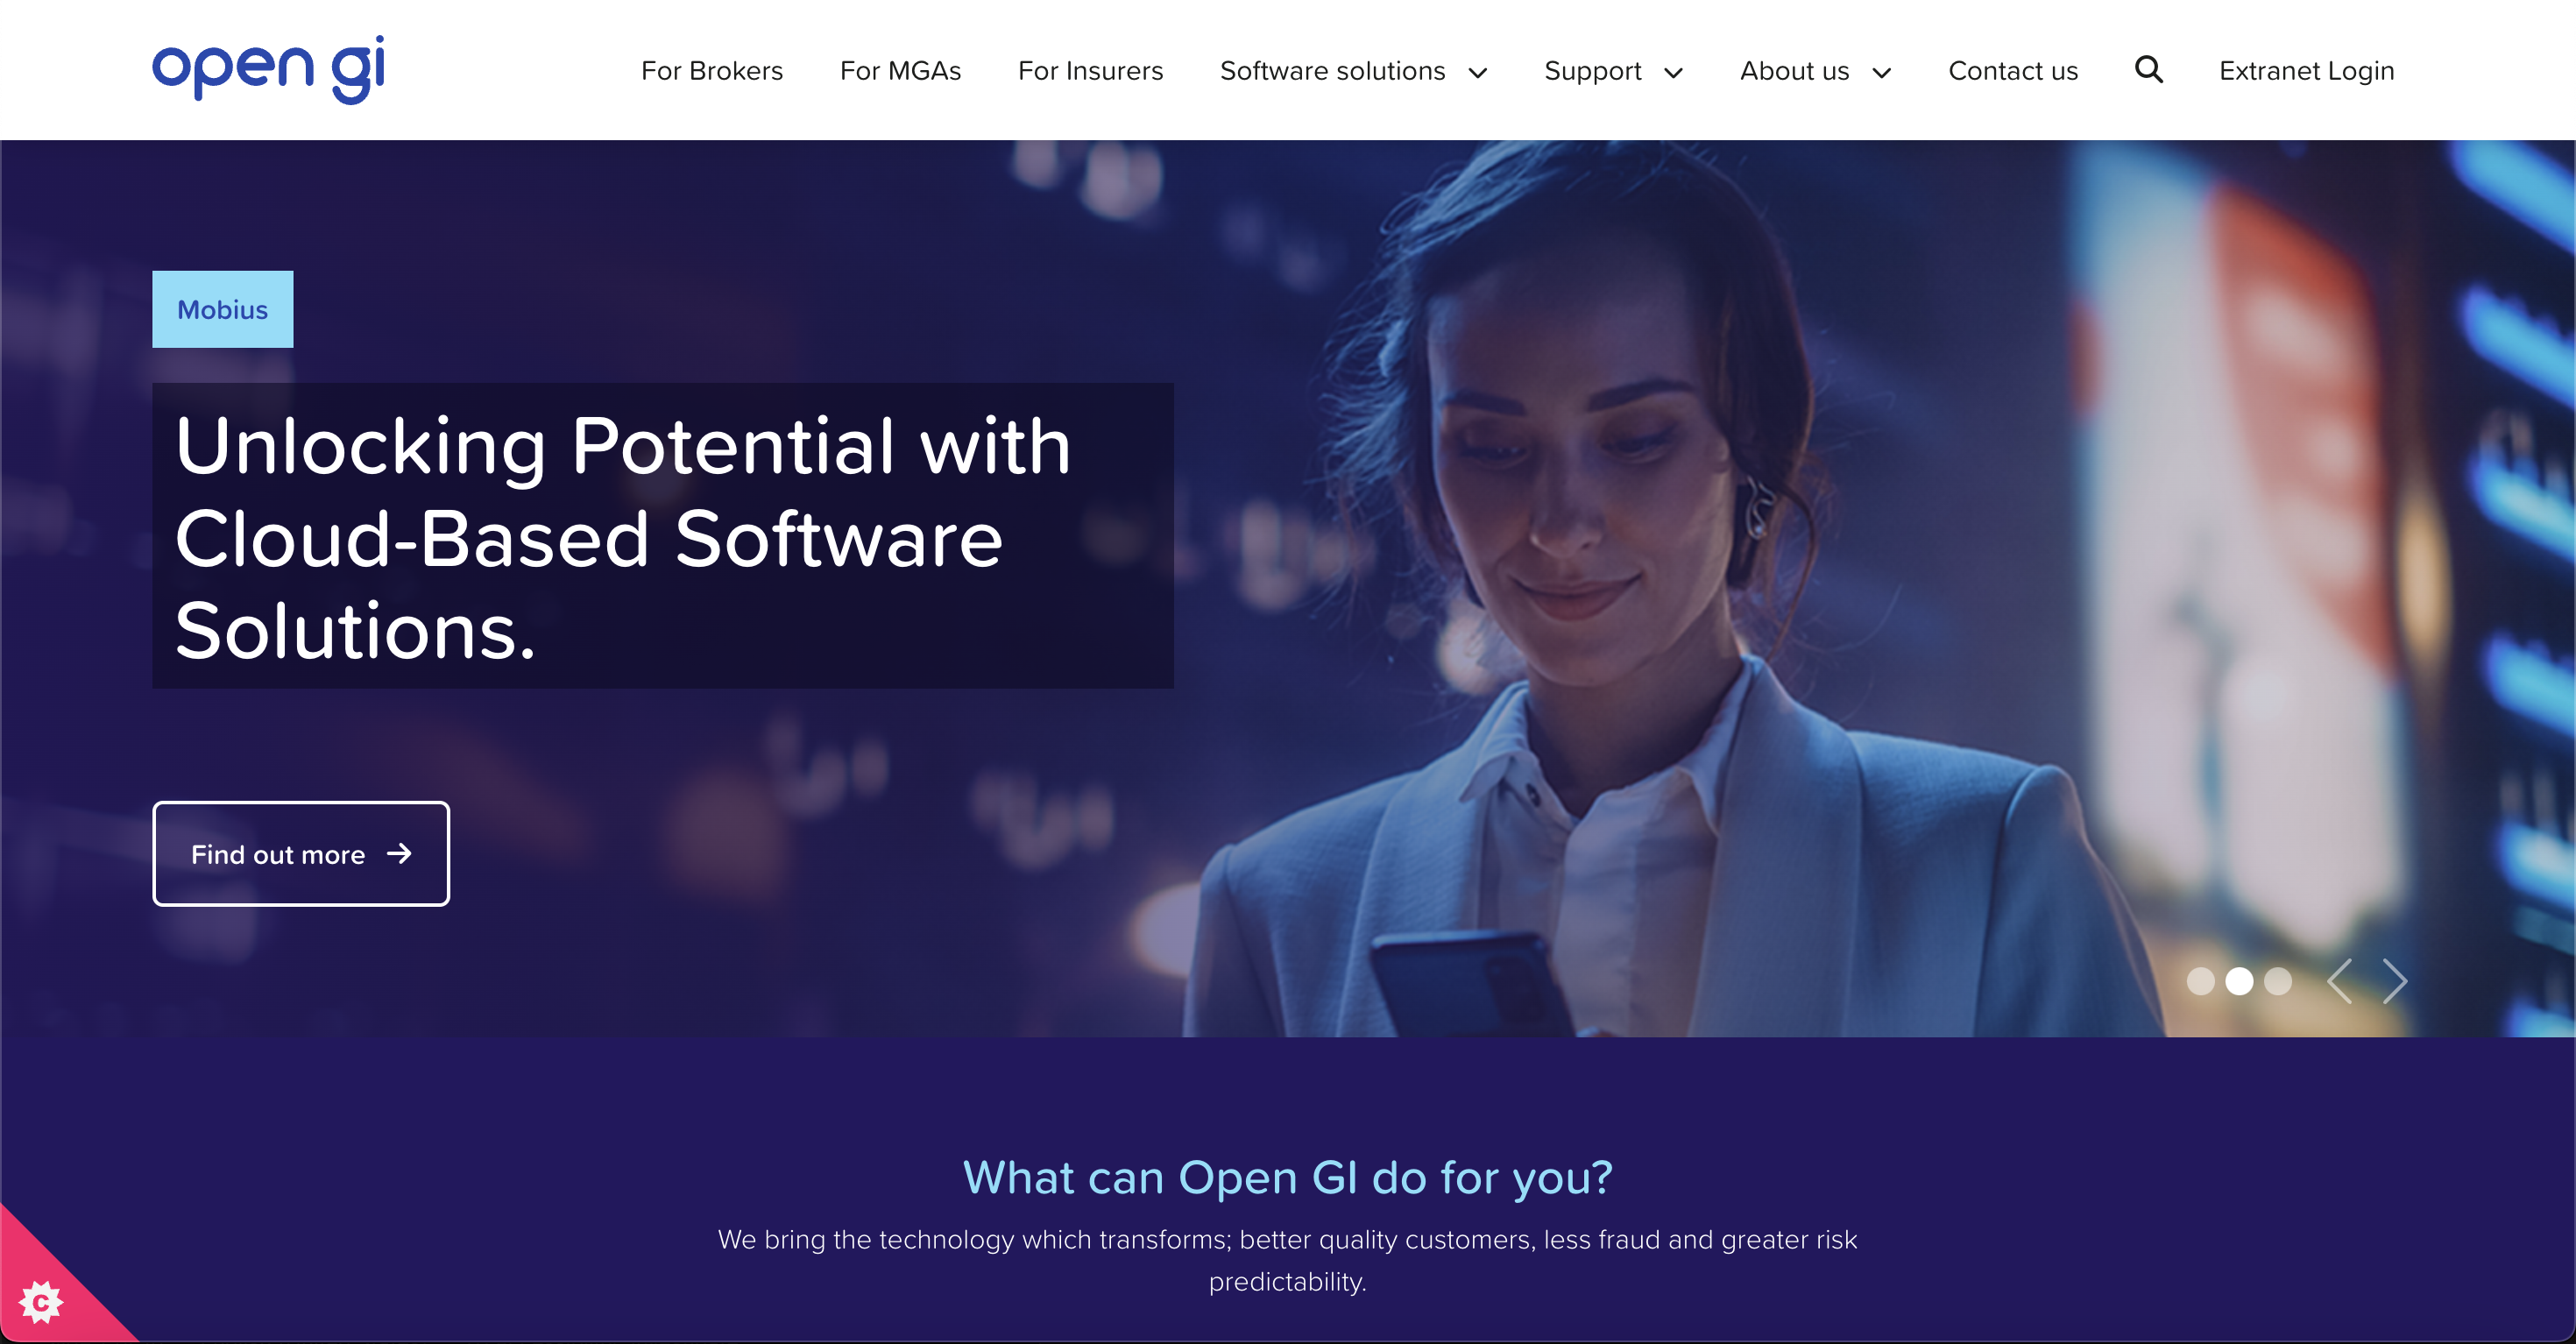 open gi
For Brokers For MGAs For Insurers Software solutions Support About us Contact us Extranet Login
Mobius
Unlocking Potential with
Cloud-Based Software
Solutions.
Find out more
What can Open GI do for you?
We bring the technology which transforms; better quality customers, less fraud and greater risk
predictability.
C